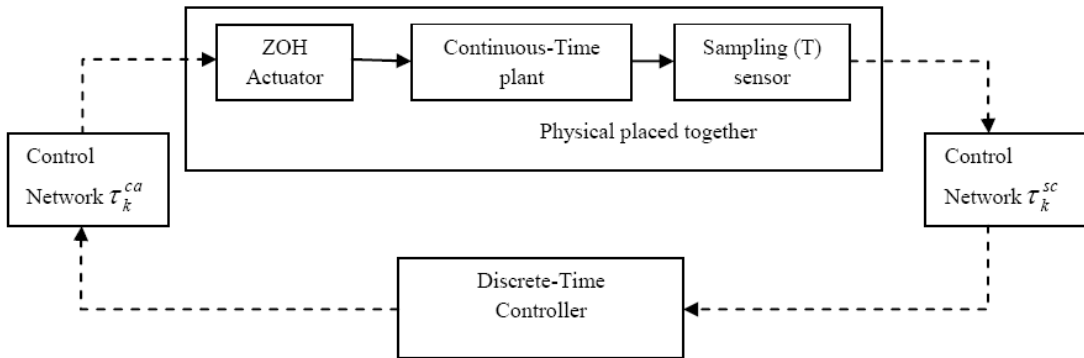 ZOH
Actuator
Continuous-Time
plant
Sampling (T)
sensor
Physical placed together
Control
Network τ_k^{ca}
Control
Network τ_k^{sc}
Discrete-Time
Controller